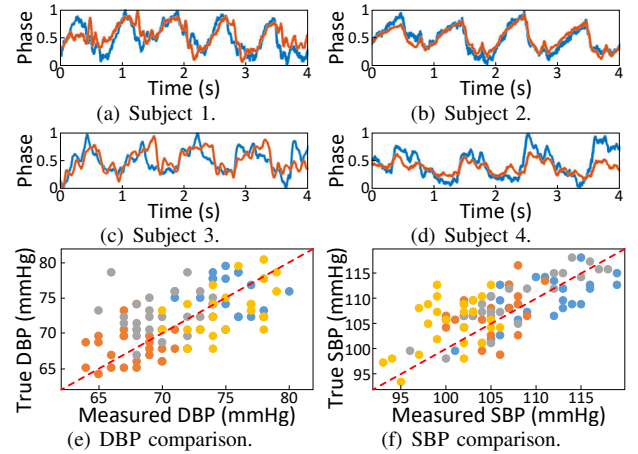 Phase
1
0.5
0
0 1 2 3 4
Time (s)
(a) Subject 1.
Phase
1
0.5
0
0 1 2 3 4
Time (s)
(b) Subject 2.
Phase
1
0.5
0
0 1 2 3 4
Time (s)
(c) Subject 3.
Phase
1
0.5
0
0 1 2 3 4
Time (s)
(d) Subject 4.
True DBP (mmHg)
80
75
70
65
65 70 75 80
Measured DBP (mmHg)
(e) DBP comparison.
True SBP (mmHg)
115
110
105
100
95
95 100 105 110 115
Measured SBP (mmHg)
(f) SBP comparison.